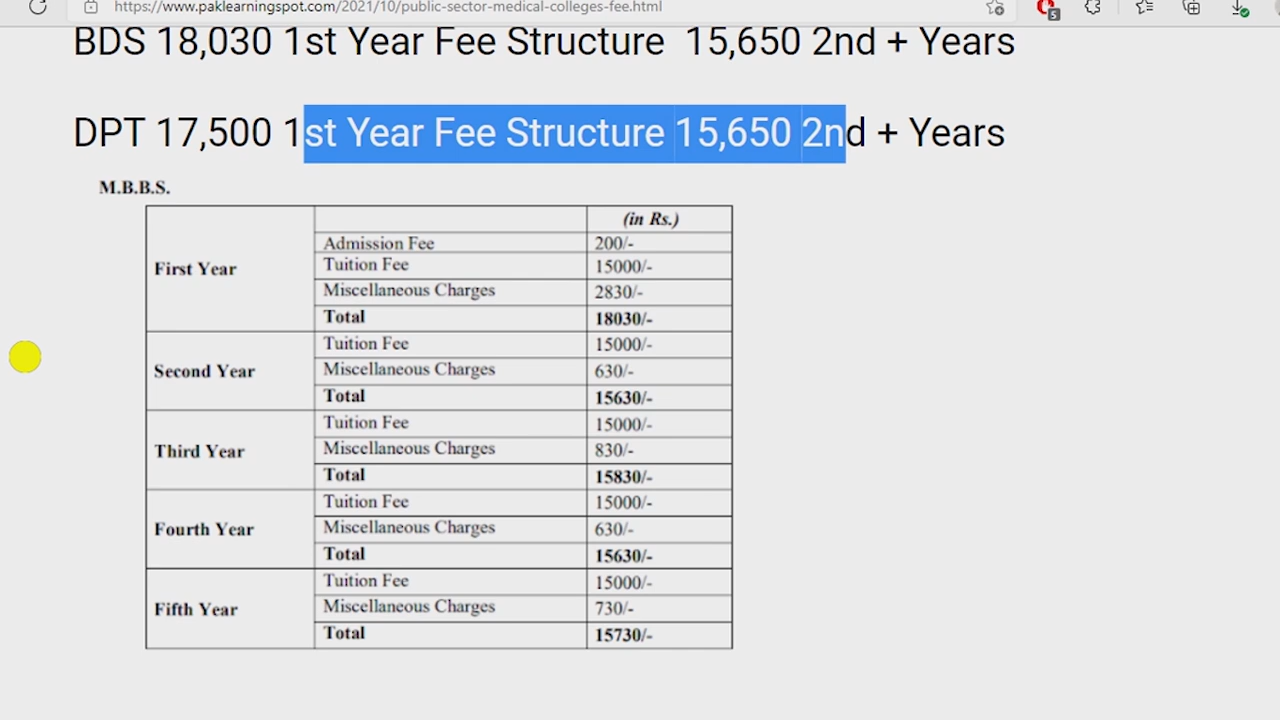 https://www.paklearningspot.com/2021/10/public-sector-medical-colleges-fee.html
5
BDS 18,030 1st Year Fee Structure 15,650 2nd + Years
DPT 17,500 1st Year Fee Structure 15,650 2nd + Years
M.B.B.S.
(in Rs.)
First Year
Admission Fee 200/-
Tuition Fee 15000/-
Miscellaneous Charges 2830/-
Total 18030/-
Second Year
Tuition Fee 15000/-
Miscellaneous Charges 630/-
Total 15630/-
Third Year
Tuition Fee 15000/-
Miscellaneous Charges 830/-
Total 15830/-
Fourth Year
Tuition Fee 15000/-
Miscellaneous Charges 630/-
Total 15630/-
Fifth Year
Tuition Fee 15000/-
Miscellaneous Charges 730/-
Total 15730/-